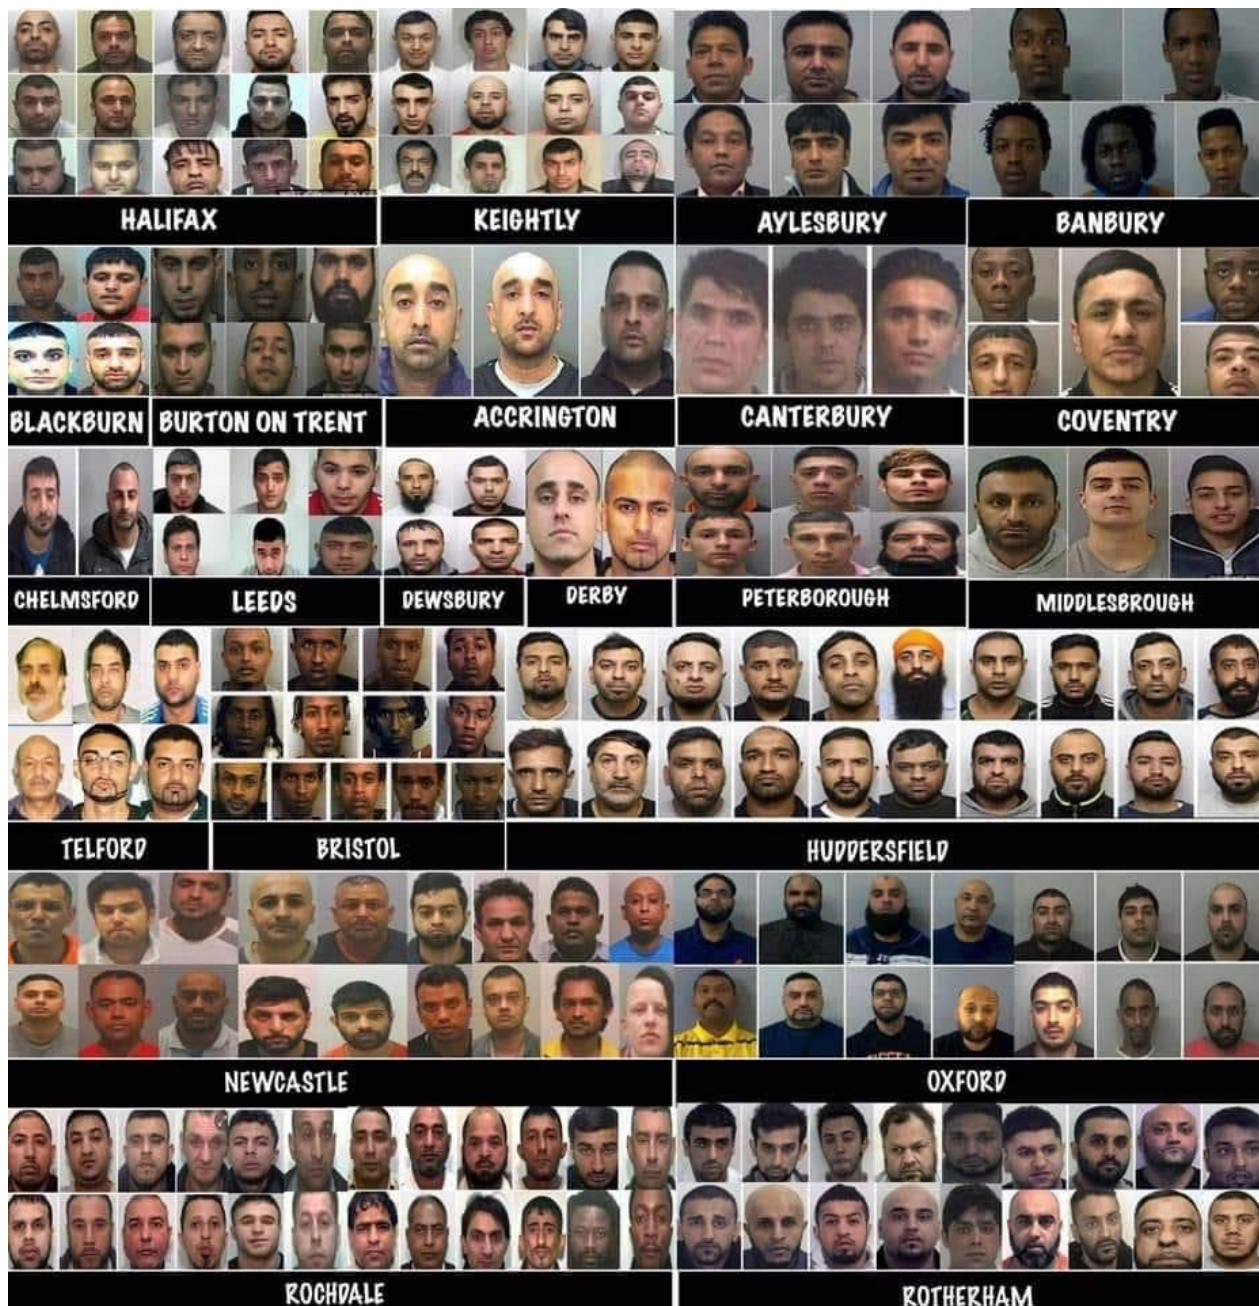 HALIFAX
KEIGHTLY
AYLESBURY
BANBURY
BLACKBURN
BURTON ON TRENT
ACCRINGTON
CANTERBURY
COVENTRY
CHELMSFORD
LEEDS
DEWSBURY
DERBY
PETERBOROUGH
MIDDLESBROUGH
TELFORD
BRISTOL
HUDDERSFIELD
NEWCASTLE
OXFORD
ROCHDALE
ROTHERHAM